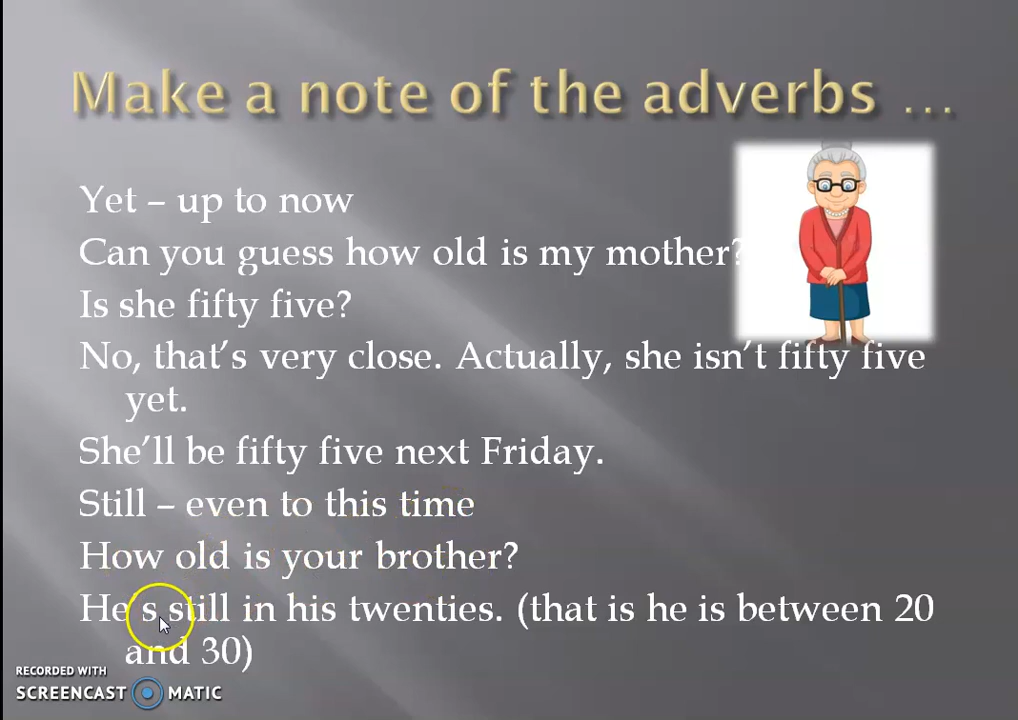 Make a note of the adverbs ...
Yet – up to now
Can you guess how old is my mother?
Is she fifty five?
No, that's very close. Actually, she isn't fifty five
yet.
She'll be fifty five next Friday.
Still – even to this time
How old is your brother?
He's still in his twenties. (that is he is between 20
and 30)
RECORDED WITH
SCREENCAST MATIC